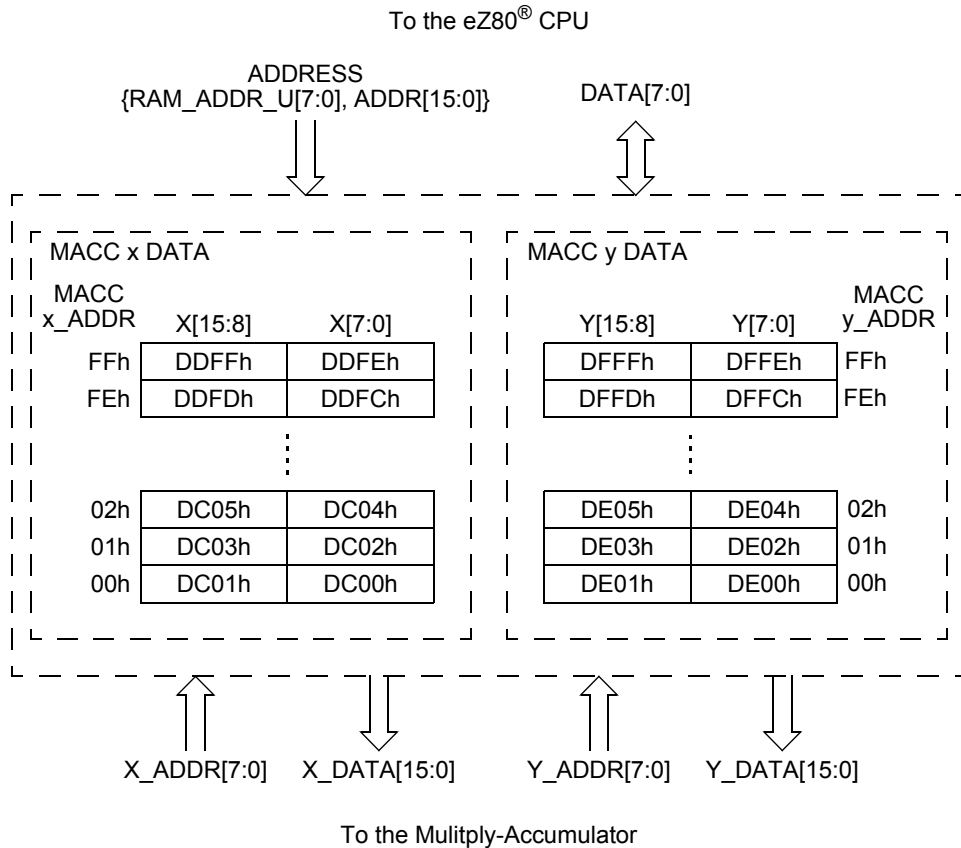 To the eZ80® CPU
ADDRESS
{RAM_ADDR_U[7:0], ADDR[15:0]}
DATA[7:0]
MACC x DATA
MACC y DATA
MACC
x_ADDR
X[15:8] X[7:0]
Y[15:8] Y[7:0]
MACC
y_ADDR
FFh DDFFh DDFEh
DFFFh DFFEh FFh
FEh DDFDh DDFCh
DFFDh DFFCh FEh
02h DC05h DC04h
DE05h DE04h 02h
01h DC03h DC02h
DE03h DE02h 01h
00h DC01h DC00h
DE01h DE00h 00h
X_ADDR[7:0] X_DATA[15:0] Y_ADDR[7:0] Y_DATA[15:0]
To the Mulitply-Accumulator